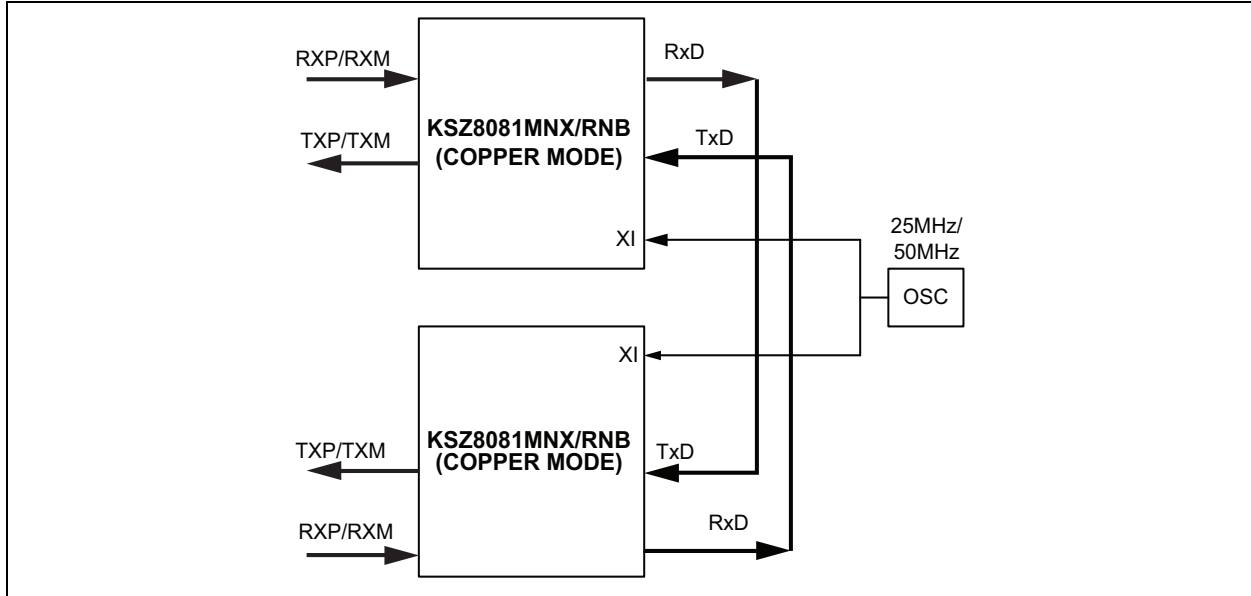 RXP/RXM
RxD
KSZ8081MNX/RNB
(COPPER MODE)
TXP/TXM
TxD
XI
25MHz/
50MHz
OSC
XI
KSZ8081MNX/RNB
(COPPER MODE)
TXP/TXM
TxD
RXP/RXM
RxD